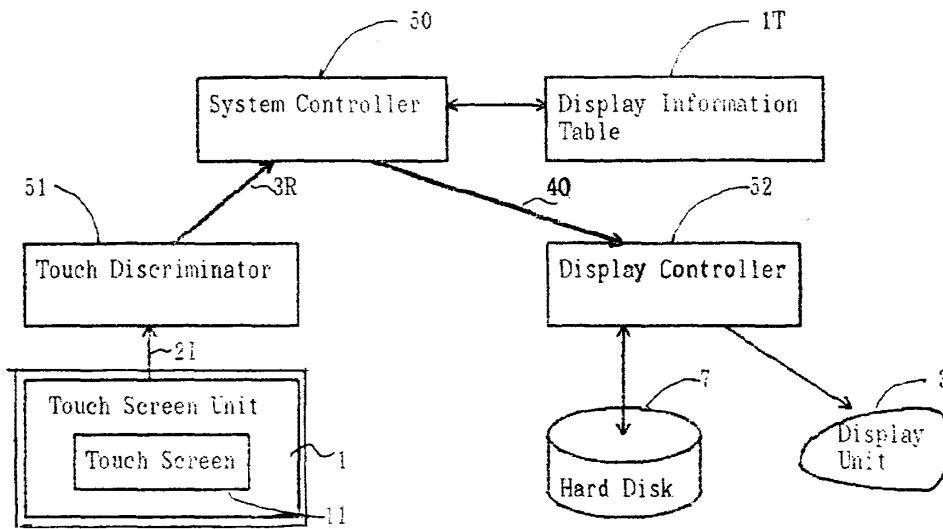 50
1T
System Controller
Display Information
Table
51
3R
40
52
Touch Discriminator
Display Controller
2I
7
3
Touch Screen Unit
1
Touch Screen
Display
Unit
Hard Disk
11